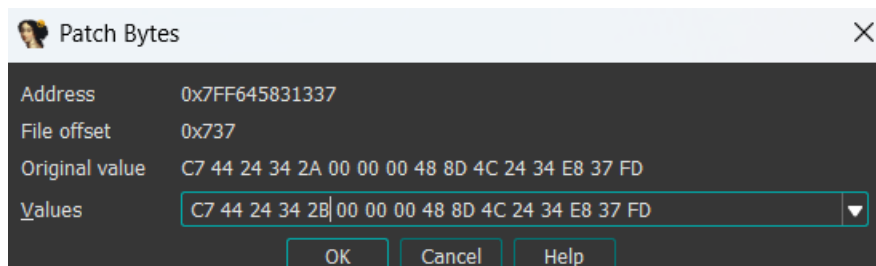 Patch Bytes
Address 0x7FF645831337
File offset 0x737
Original value C7 44 24 34 2A 00 00 00 48 8D 4C 24 34 E8 37 FD
Values C7 44 24 34 2B 00 00 00 48 8D 4C 24 34 E8 37 FD
OK Cancel Help